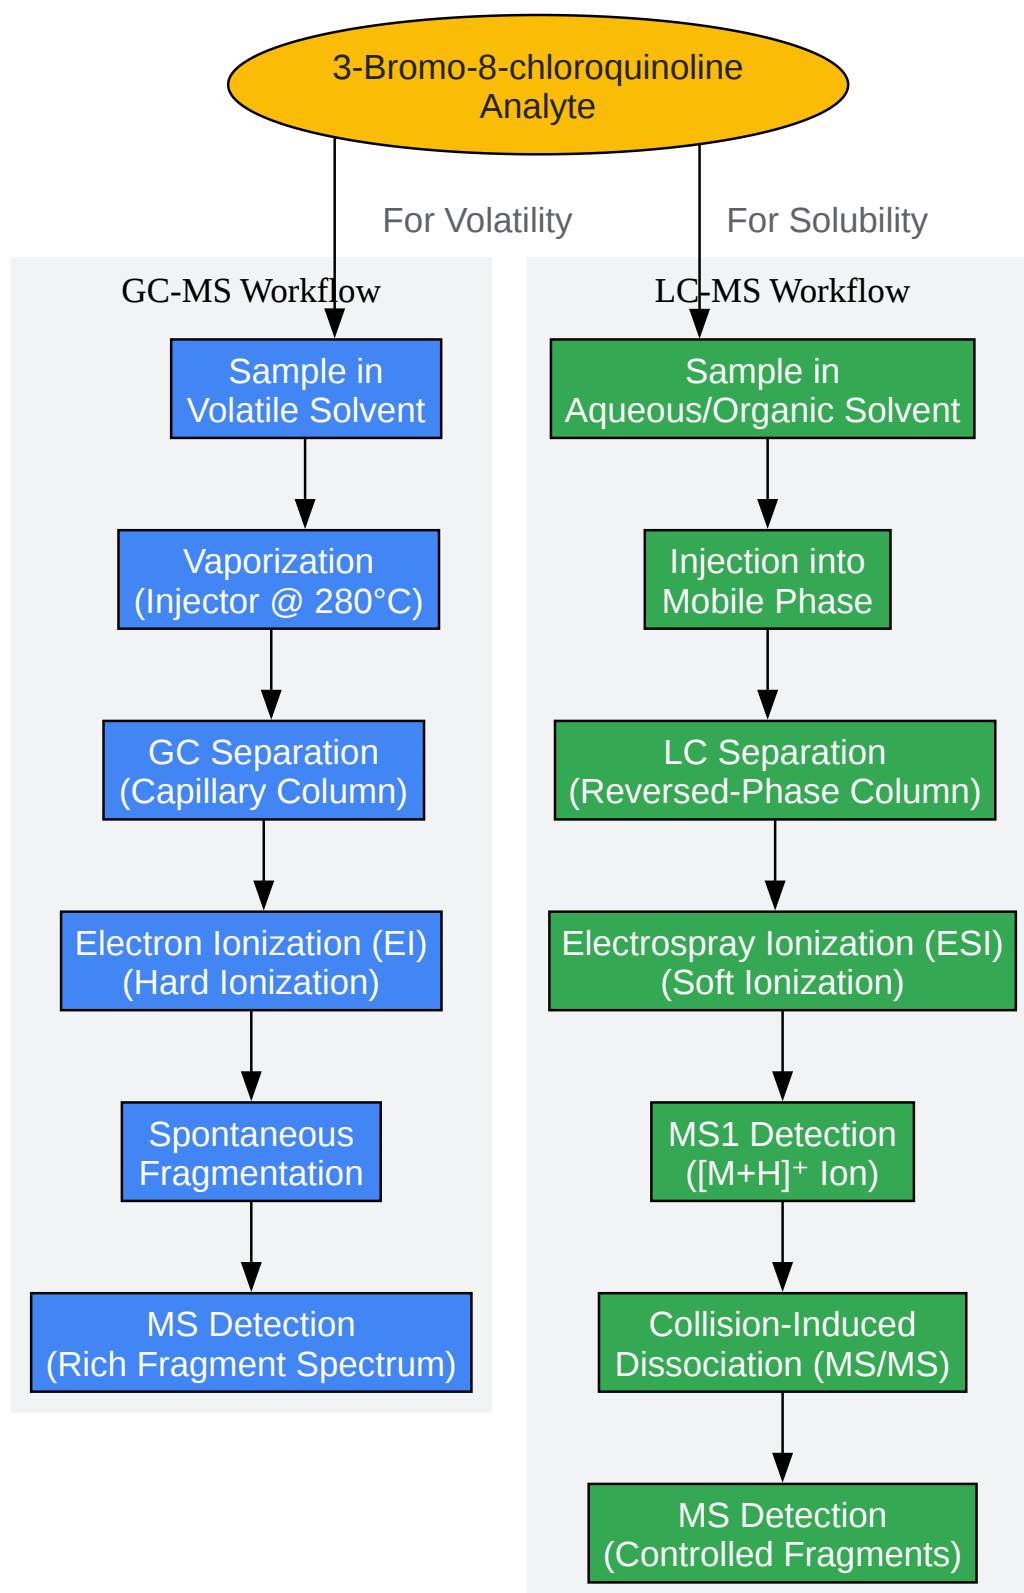 3-Bromo-8-chloroquinoline
Analyte
For Volatility
For Solubility
GC-MS Workflow
Sample in
Volatile Solvent
Vaporization
(Injector @ 280°C)
GC Separation
(Capillary Column)
Electron Ionization (EI)
(Hard Ionization)
Spontaneous
Fragmentation
MS Detection
(Rich Fragment Spectrum)
LC-MS Workflow
Sample in
Aqueous/Organic Solvent
Injection into
Mobile Phase
LC Separation
(Reversed-Phase Column)
Electrospray Ionization (ESI)
(Soft Ionization)
MS1 Detection
([M+H]⁺ Ion)
Collision-Induced
Dissociation (MS/MS)
MS Detection
(Controlled Fragments)